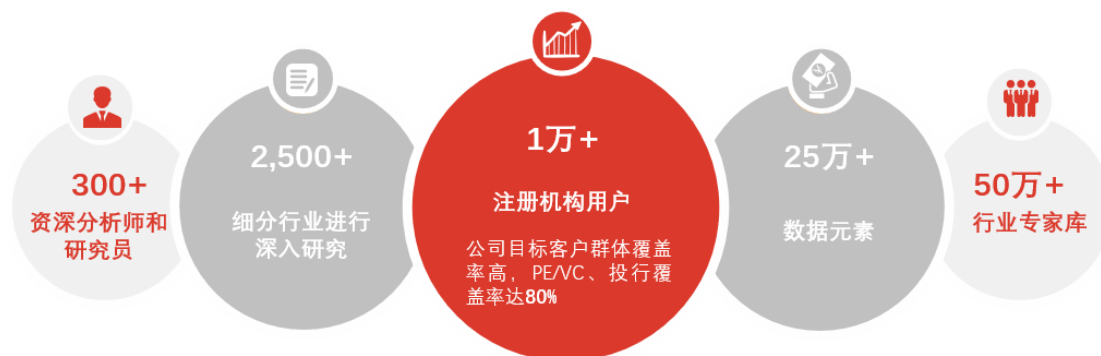 300+
资深分析师和
研究员
2,500+
细分行业进行
深入研究
1万+
注册机构用户
公司目标客户群体覆盖
率高，PE/VC、投行覆
盖率达80%
25万+
数据元素
50万+
行业专家库